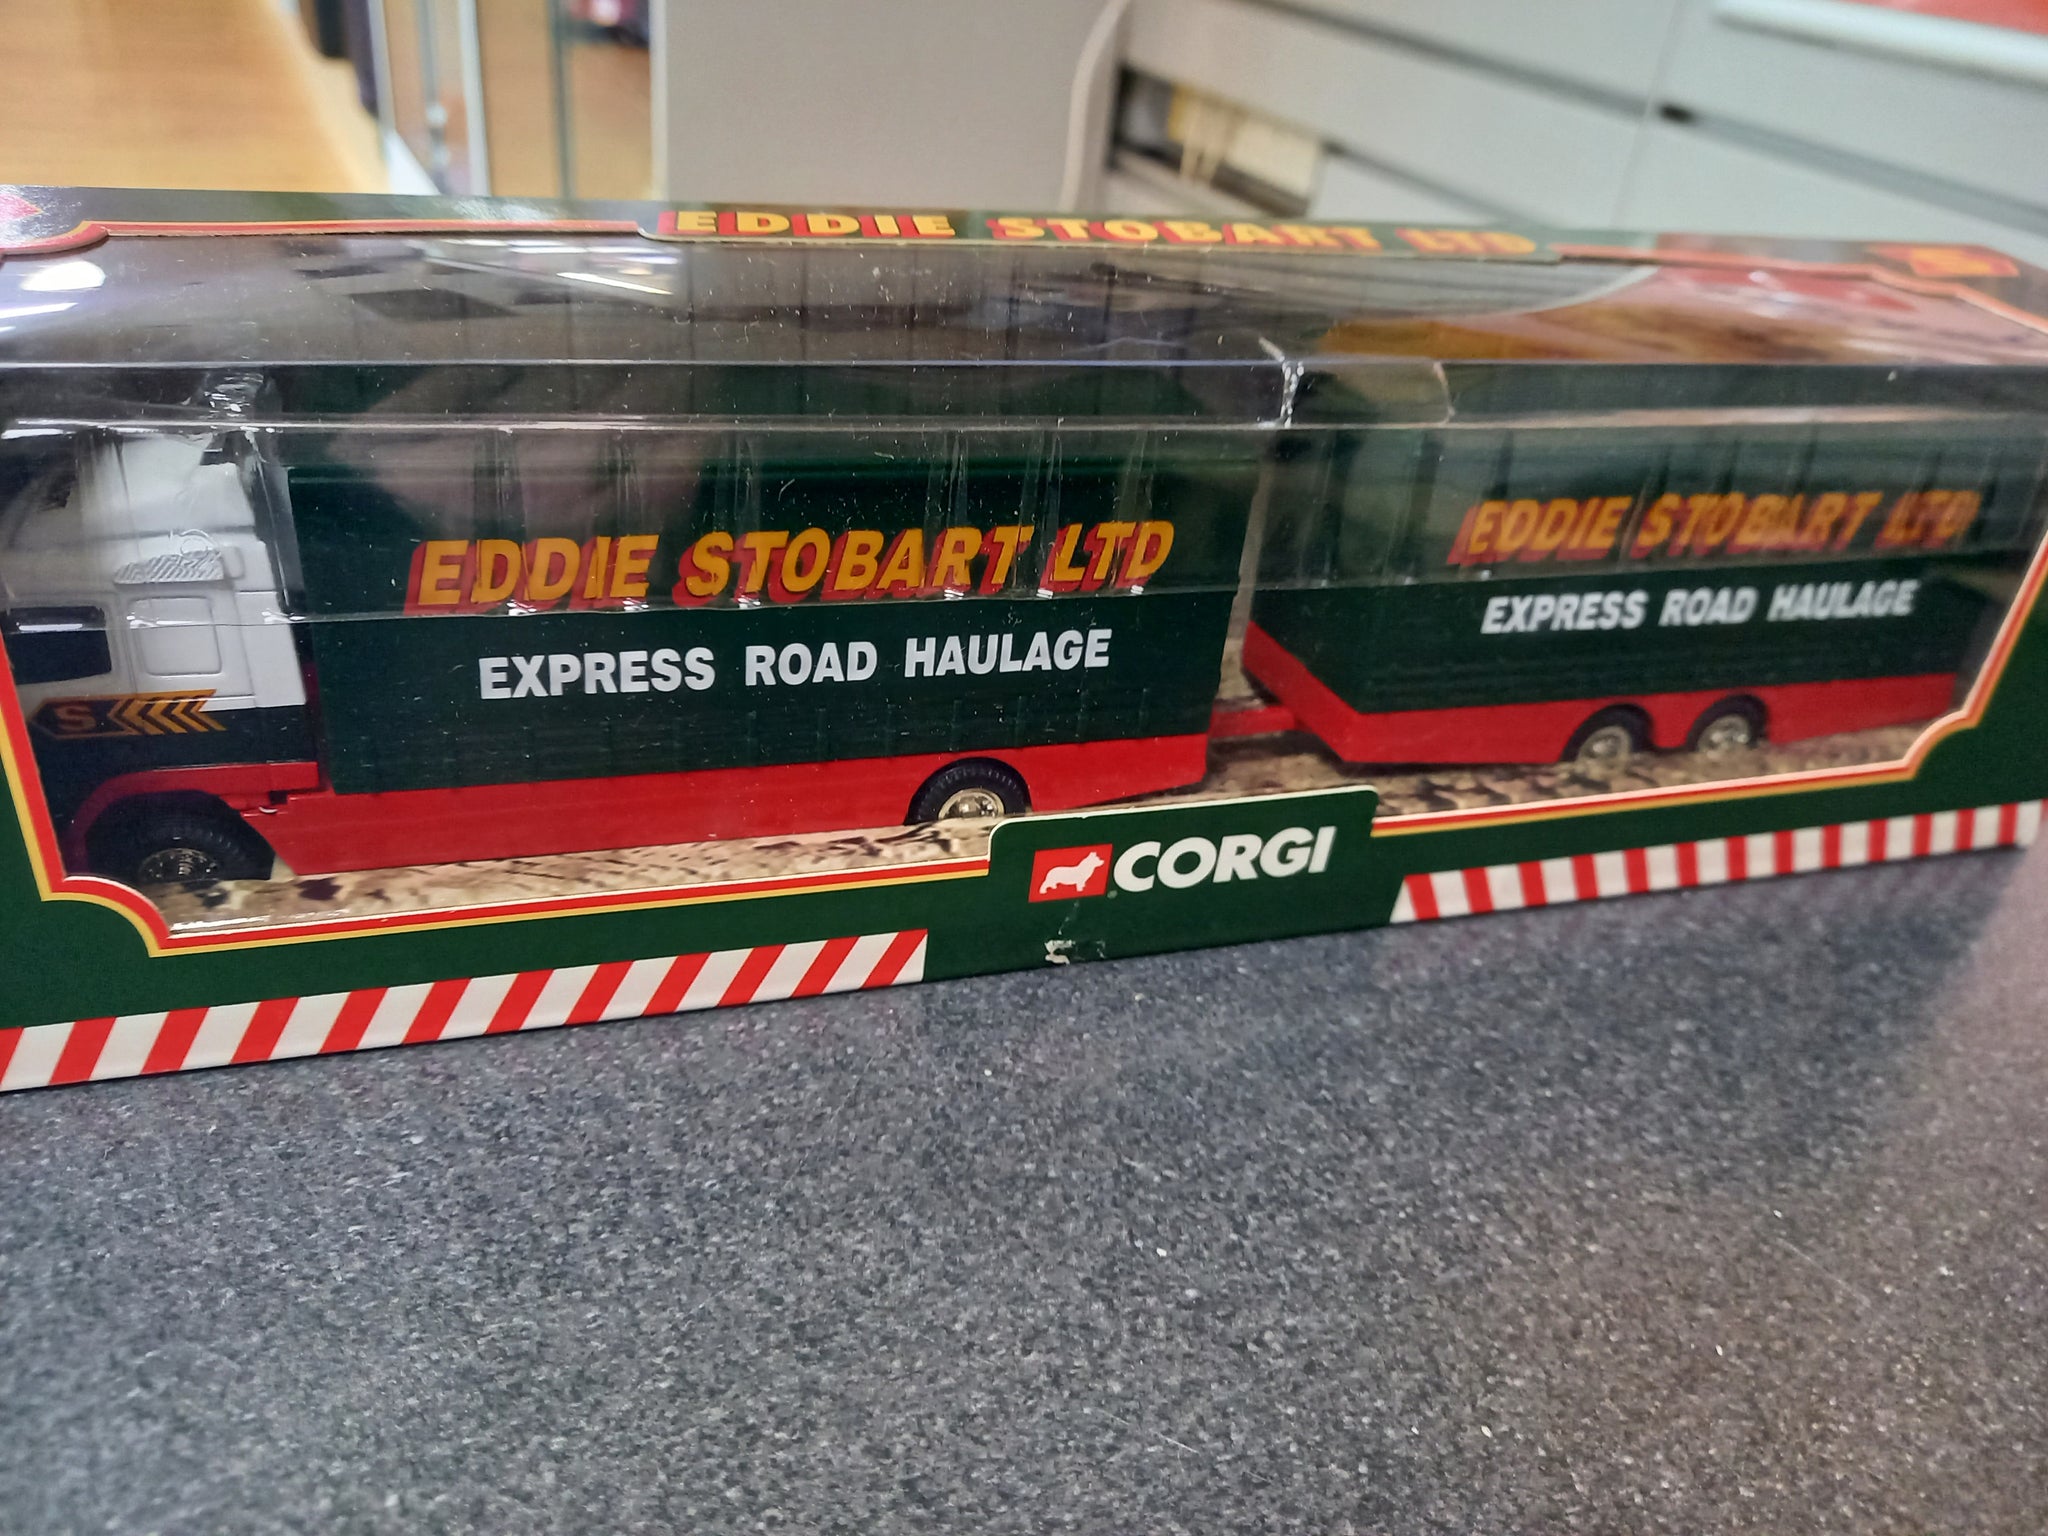 EDDIE STOBART LTD
EDDIE STOBART LTD
EXPRESS ROAD HAULAGE
EDDIE STOBART LTD
EXPRESS ROAD HAULAGE
S
CORGI